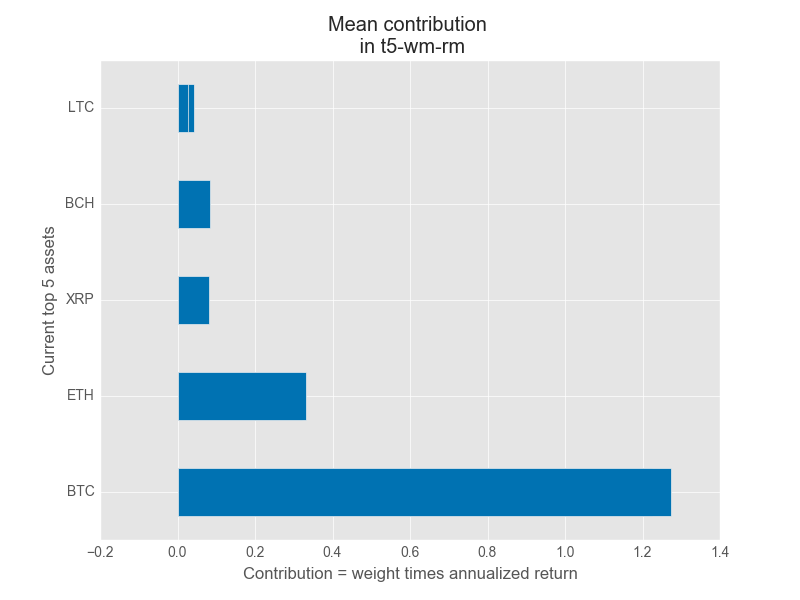 Mean contribution
in t5-wm-rm
Current top 5 assets
LTC
BCH
XRP
ETH
BTC
−0.2 0.0 0.2 0.4 0.6 0.8 1.0 1.2 1.4
Contribution = weight times annualized return